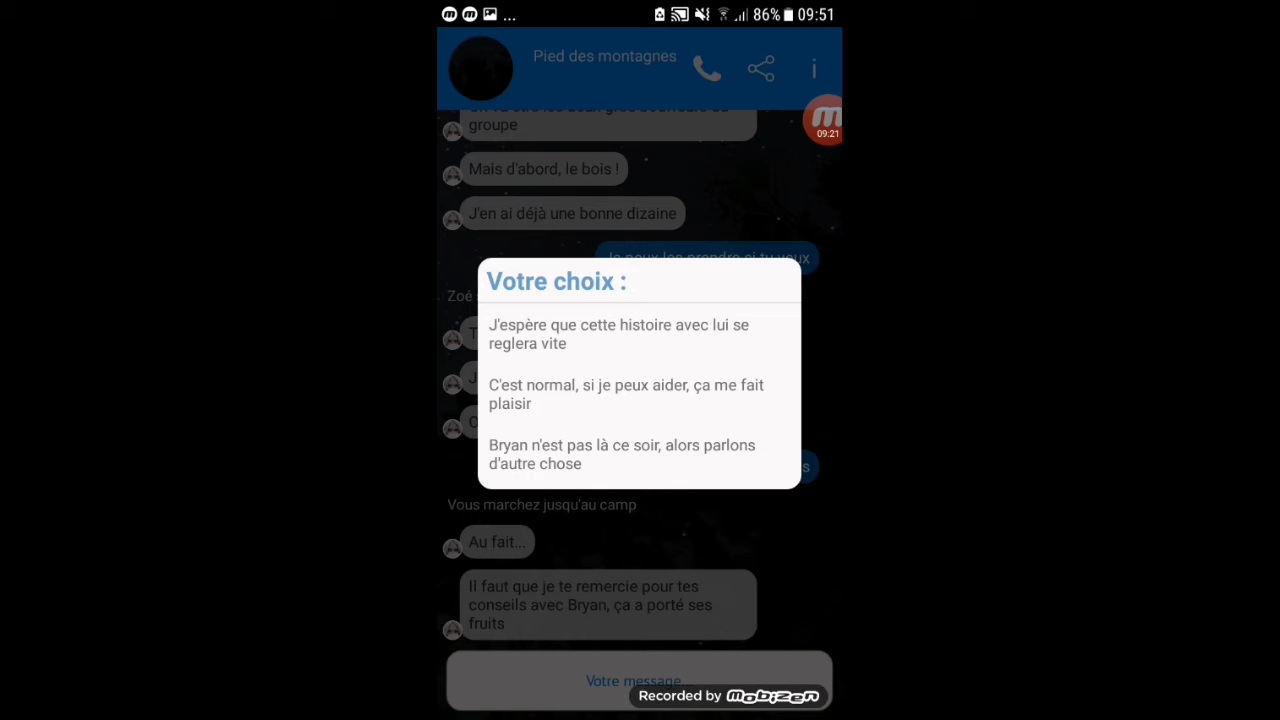 ... 86% 09:51
Pied des montagnes
09:21
groupe
Mais d'abord, le bois !
J'en ai déjà une bonne dizaine
Je peux les prendre si tu veux
Votre choix :
Zoé
J'espère que cette histoire avec lui se
reglera vite
C'est normal, si je peux aider, ça me fait
plaisir
Bryan n'est pas là ce soir, alors parlons
d'autre chose
s
Vous marchez jusqu'au camp
Au fait...
Il faut que je te remercie pour tes
conseils avec Bryan, ça a porté ses
fruits
Votre message...
Recorded by mobizen